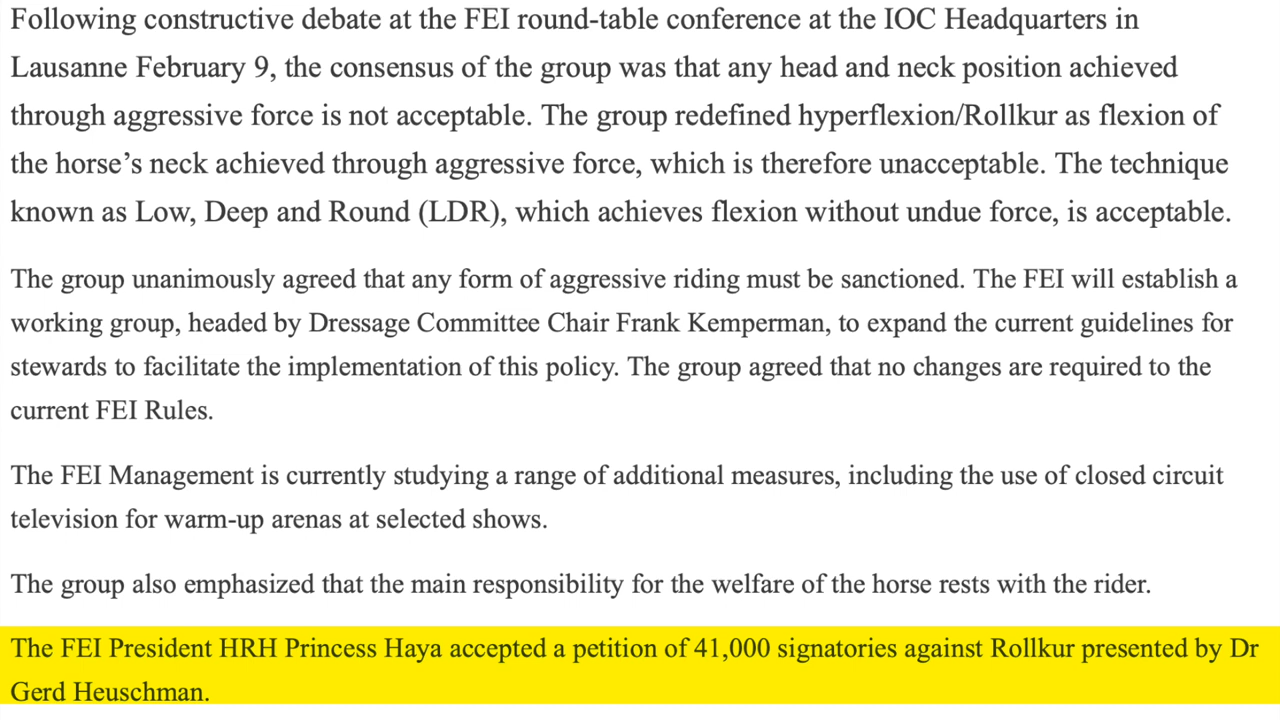 Following constructive debate at the FEI round-table conference at the IOC Headquarters in
Lausanne February 9, the consensus of the group was that any head and neck position achieved
through aggressive force is not acceptable. The group redefined hyperflexion/Rollkur as flexion of
the horse’s neck achieved through aggressive force, which is therefore unacceptable. The technique
known as Low, Deep and Round (LDR), which achieves flexion without undue force, is acceptable.
The group unanimously agreed that any form of aggressive riding must be sanctioned. The FEI will establish a
working group, headed by Dressage Committee Chair Frank Kemperman, to expand the current guidelines for
stewards to facilitate the implementation of this policy. The group agreed that no changes are required to the
current FEI Rules.
The FEI Management is currently studying a range of additional measures, including the use of closed circuit
television for warm-up arenas at selected shows.
The group also emphasized that the main responsibility for the welfare of the horse rests with the rider.
The FEI President HRH Princess Haya accepted a petition of 41,000 signatories against Rollkur presented by Dr
Gerd Heuschman.